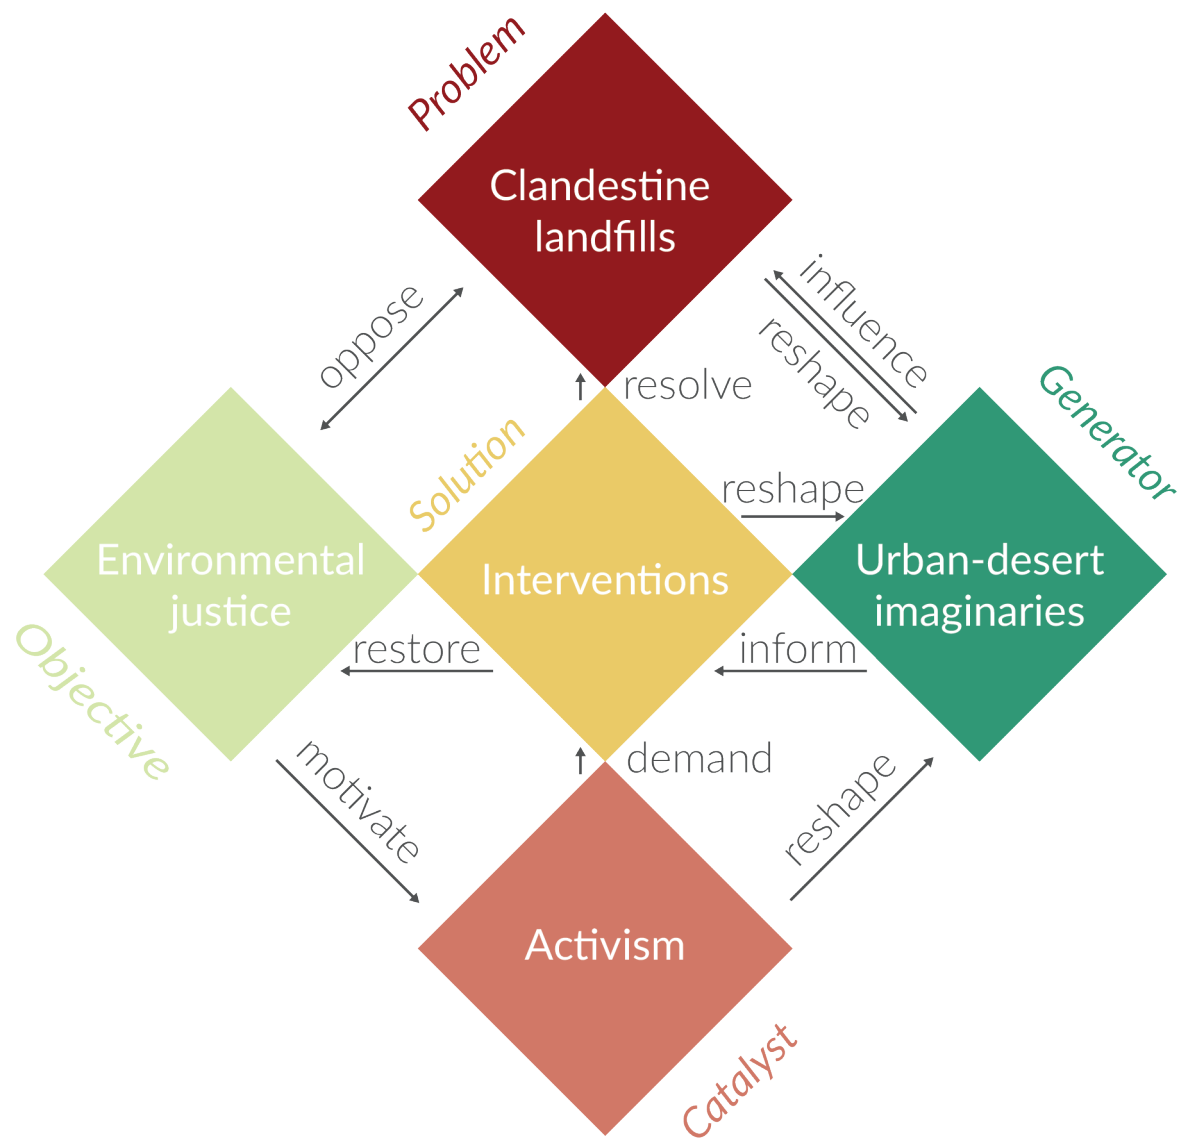 Problem
Clandestine
landfills
oppose
influence
reshape
resolve
Generator
Solution
reshape
Environmental
justice
Interventions
Urban-desert
imaginaries
Objective
restore
inform
motivate
demand
reshape
Activism
Catalyst